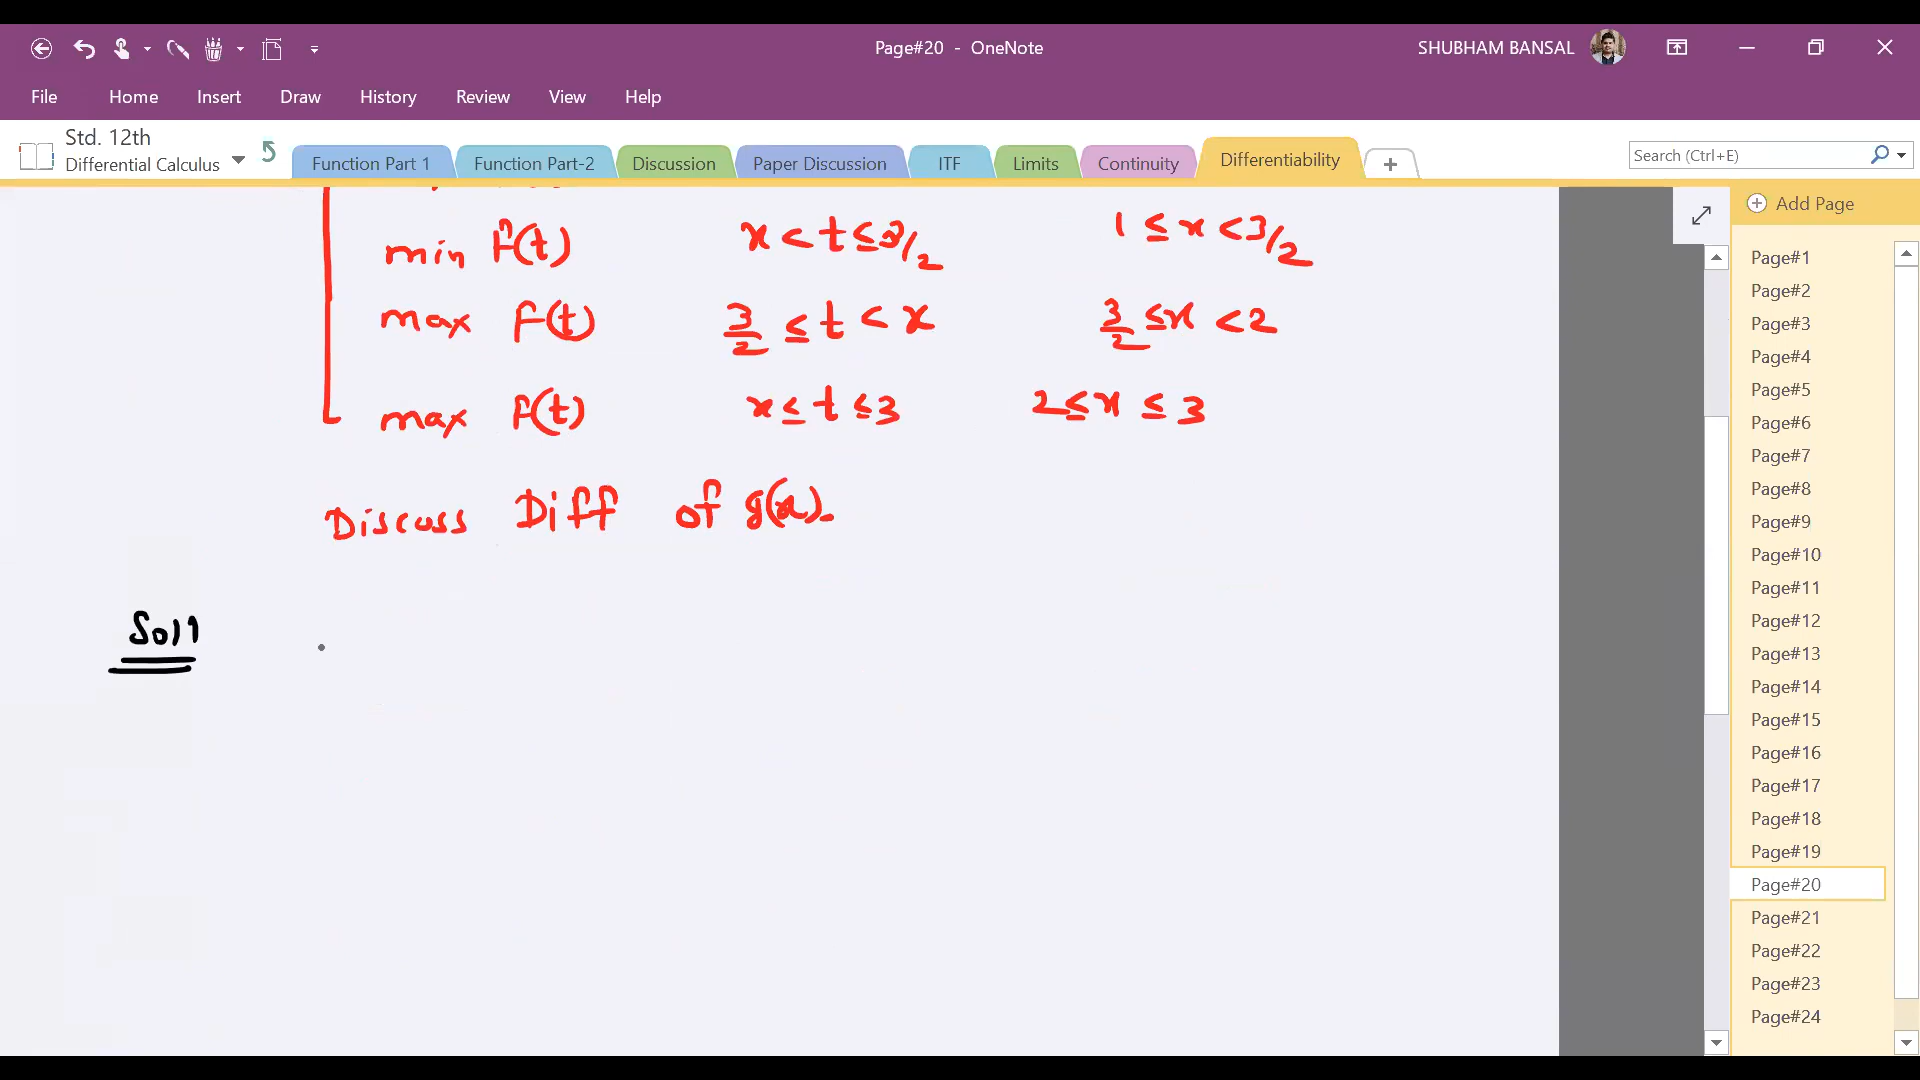 Page#20 - OneNote
SHUBHAM BANSAL
File Home Insert Draw History Review View Help
Std. 12th
Differential Calculus
Function Part 1 Function Part-2 Discussion Paper Discussion ITF Limits Continuity Differentiability
Search (Ctrl+E)
Add Page
min F(t) x < t ≤ 3/2 1 ≤ x < 3/2
max F(t) 3/2 ≤ t < x 3/2 ≤ x < 2
max F(t) x ≤ t ≤ 3 2 ≤ x ≤ 3
Discuss Diff of g(x).
Soln
Page#1
Page#2
Page#3
Page#4
Page#5
Page#6
Page#7
Page#8
Page#9
Page#10
Page#11
Page#12
Page#13
Page#14
Page#15
Page#16
Page#17
Page#18
Page#19
Page#20
Page#21
Page#22
Page#23
Page#24